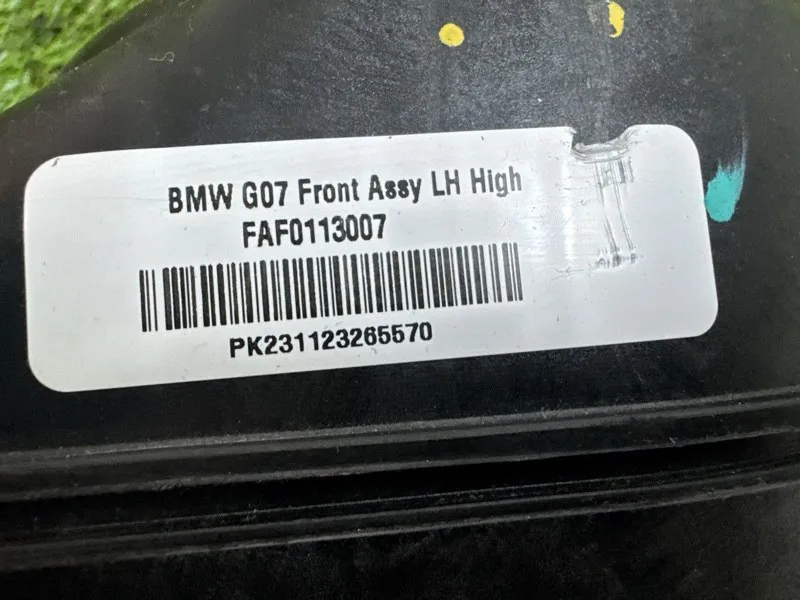 BMW G07 Front Assy LH High
FAF0113007
PK231123265570